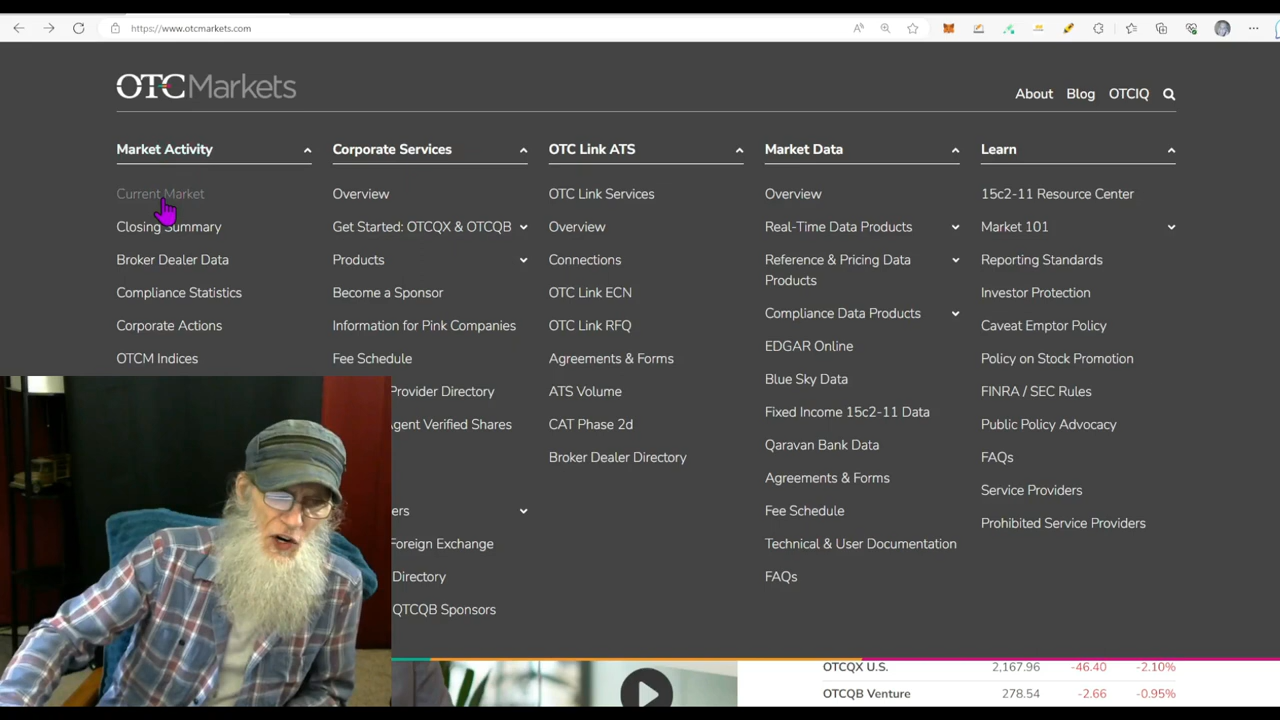 https://www.otcmarkets.com
OTCMarkets
About Blog OTCIQ
Market Activity
Current Market
Closing Summary
Broker Dealer Data
Compliance Statistics
Corporate Actions
OTCM Indices
Corporate Services
Overview
Get Started: OTCQX & OTCQB
Products
Become a Sponsor
Information for Pink Companies
Fee Schedule
Provider Directory
gent Verified Shares
ers
Foreign Exchange
Directory
QTCQB Sponsors
OTC Link ATS
OTC Link Services
Overview
Connections
OTC Link ECN
OTC Link RFQ
Agreements & Forms
ATS Volume
CAT Phase 2d
Broker Dealer Directory
Market Data
Overview
Real-Time Data Products
Reference & Pricing Data
Products
Compliance Data Products
EDGAR Online
Blue Sky Data
Fixed Income 15c2-11 Data
Qaravan Bank Data
Agreements & Forms
Fee Schedule
Technical & User Documentation
FAQs
Learn
15c2-11 Resource Center
Market 101
Reporting Standards
Investor Protection
Caveat Emptor Policy
Policy on Stock Promotion
FINRA / SEC Rules
Public Policy Advocacy
FAQs
Service Providers
Prohibited Service Providers
OTCQX U.S. 2,167.96 -46.40 -2.10%
OTCQB Venture 278.54 -2.66 -0.95%